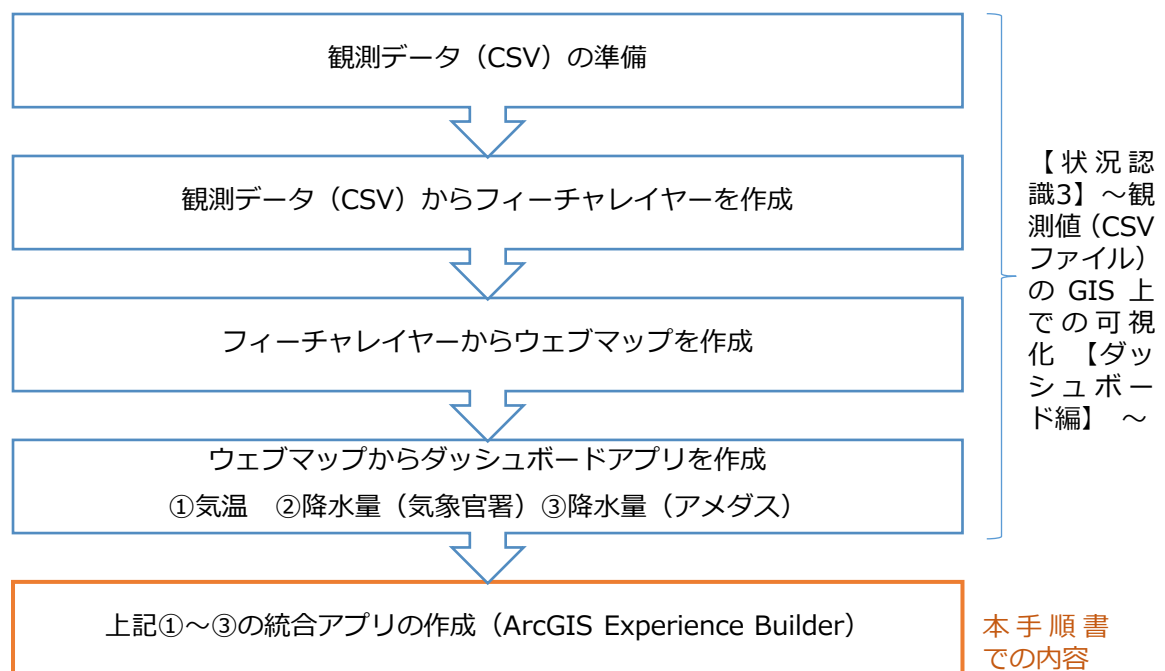 観測データ（CSV）の準備
観測データ（CSV）からフィーチャレイヤーを作成
フィーチャレイヤーからウェブマップを作成
ウェブマップからダッシュボードアプリを作成
①気温　②降水量（気象官署）③降水量（アメダス）
上記①～③の統合アプリの作成（ArcGIS Experience Builder）
【状況認
識3】～観
測値（CSV
ファイル）
の GIS 上
での可視
化 【ダッ
シュボー
ド編】 ～
本手順書
での内容